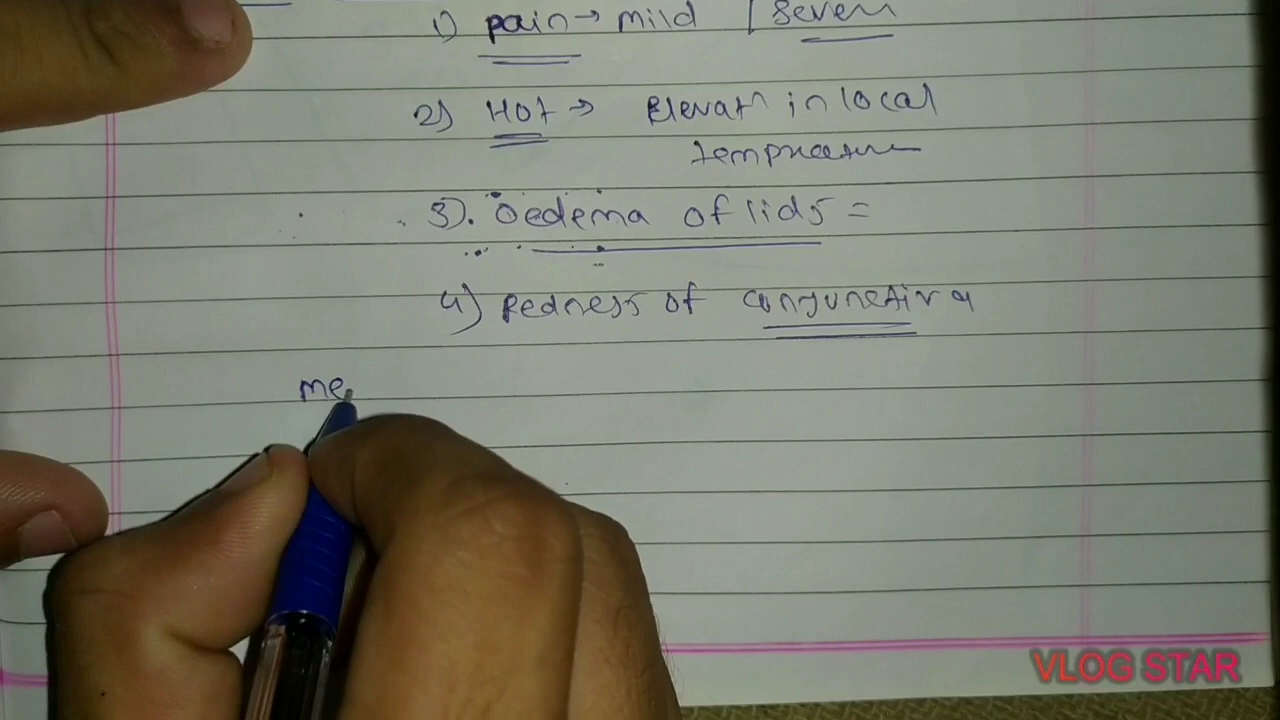 1) pain → mild / Severe
2) Hot → Elevatn in local
temprature
3). Oedema of lids =
4) Redness of conjunctiva
me
VLOG STAR